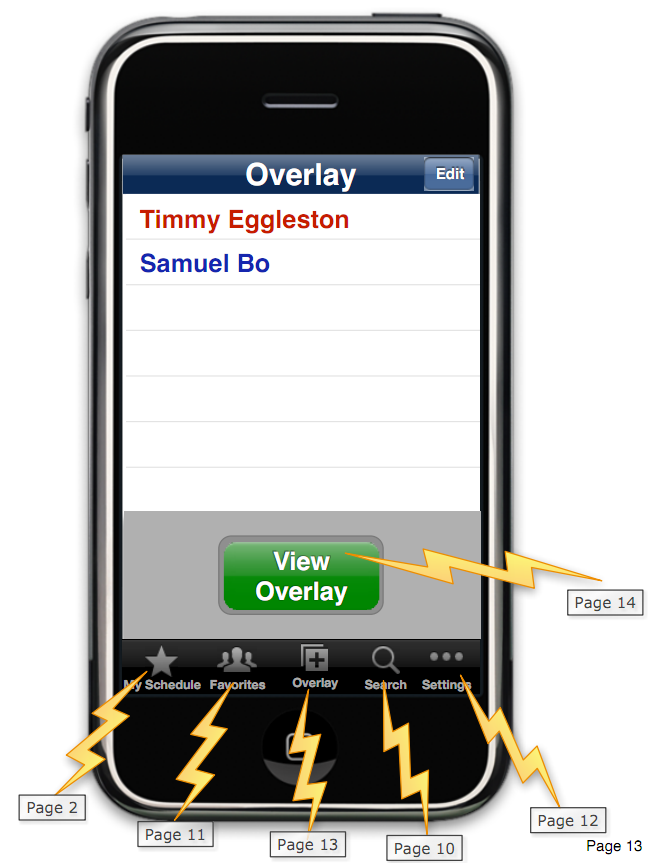 Overlay
Edit
Timmy Eggleston
Samuel Bo
View
Overlay
My Schedule Favorites Overlay Search Settings
Page 14
Page 2
Page 11
Page 13
Page 10
Page 12
Page 13